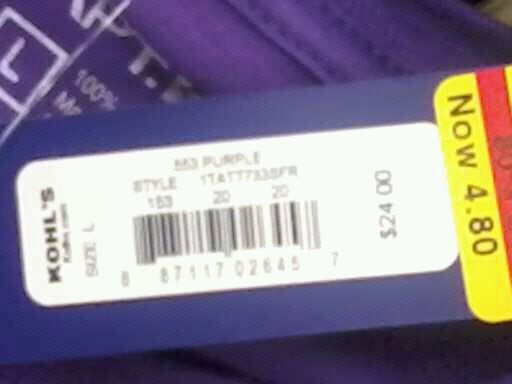 L
100%
553 PURPLE
STYLE 1TA17733SFR
153 20 20
KOHL'S
Kohls.com
SIZE L
8 87117 02645 7
$24.00
Now 4.80